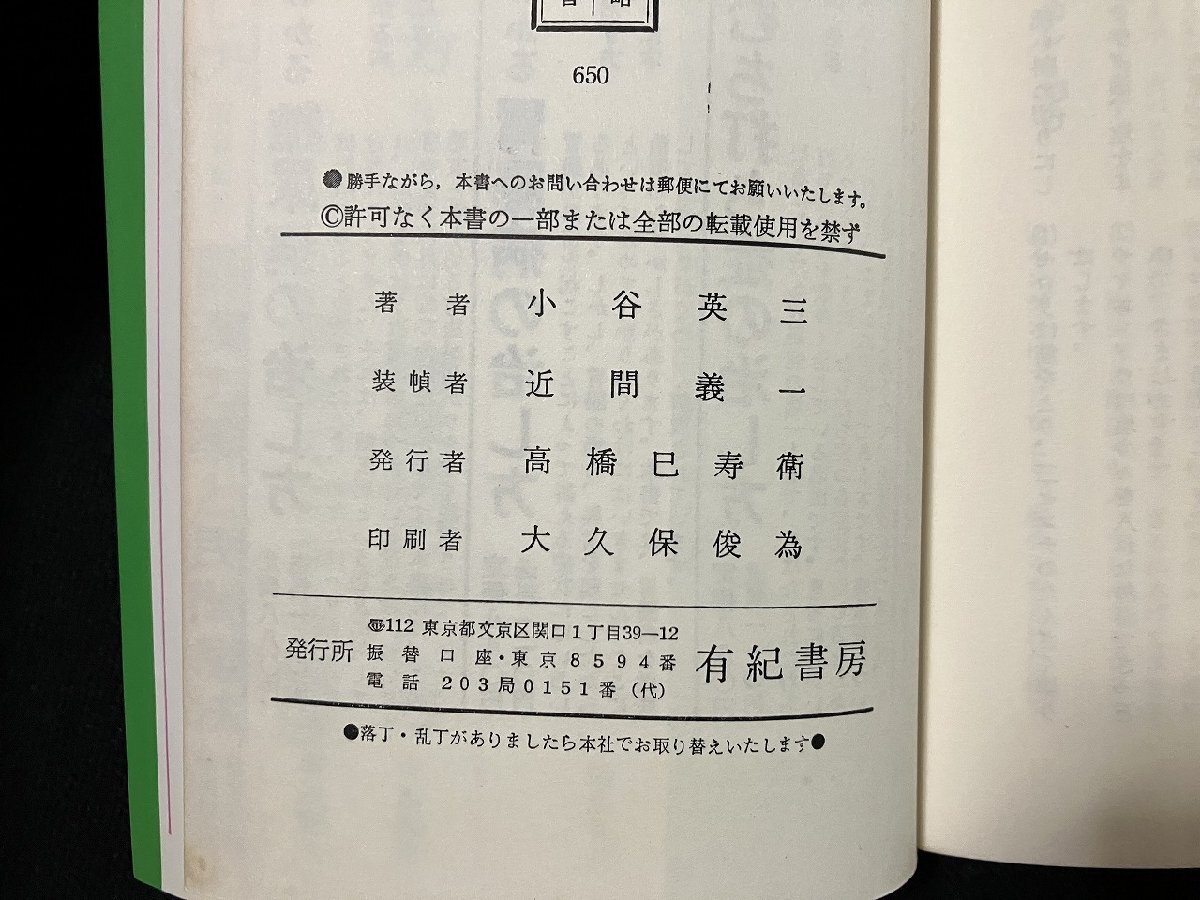 650
●勝手ながら，本書へのお問い合わせは郵便にてお願いいたします。
©許可なく本書の一部または全部の転載使用を禁ず
著者 小谷英三
装幀者 近間義一
発行者 高橋巳寿衛
印刷者 大久保俊為
発行所
〠112 東京都文京区関口1丁目39―12
振替口座・東京8594番
電話 203局0151番（代）
有紀書房
●落丁・乱丁がありましたら本社でお取り替えいたします●